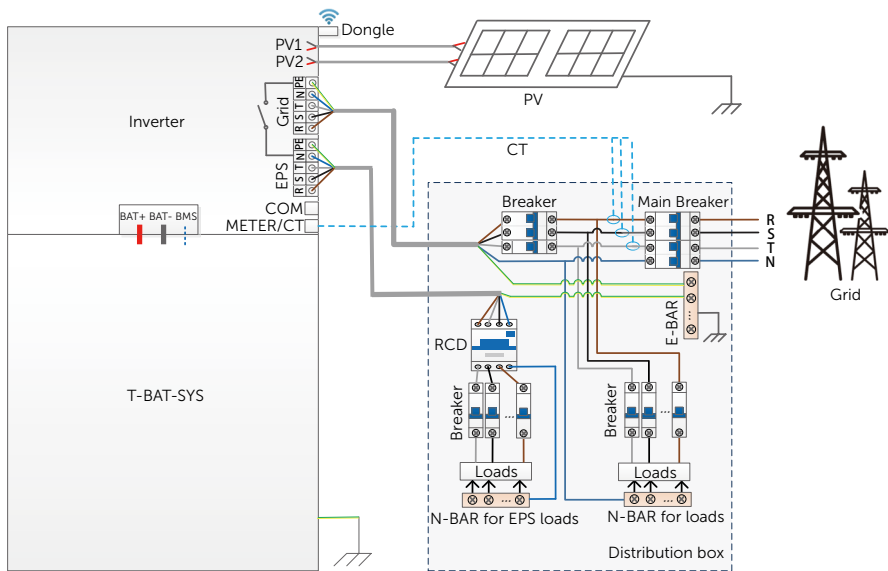 Dongle
PV1
PV2
PV
Inverter
Grid
PE
N
T
S
R
EPS
PE
N
T
S
R
CT
COM
METER/CT
BAT+ BAT- BMS
Breaker
Main Breaker
R
S
T
N
Grid
E-BAR
...
RCD
T-BAT-SYS
Breaker
...
Breaker
...
Loads
Loads
...
...
N-BAR for EPS loads
N-BAR for loads
Distribution box